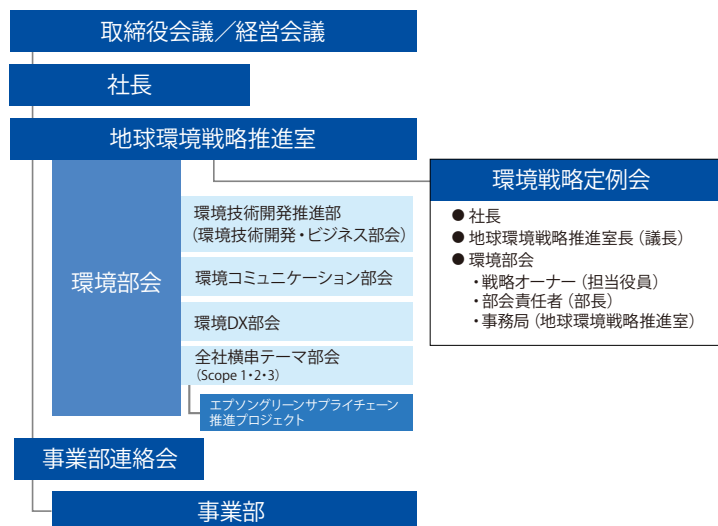 取締役会議／経営会議
社長
地球環境戦略推進室
環境部会
環境技術開発推進部
（環境技術開発・ビジネス部会）
環境コミュニケーション部会
環境DX部会
全社横串テーマ部会
（Scope 1・2・3）
エプソングリーンサプライチェーン
推進プロジェクト
事業部連絡会
事業部
環境戦略定例会
● 社長
● 地球環境戦略推進室長（議長）
● 環境部会
・戦略オーナー（担当役員）
・部会責任者（部長）
・事務局（地球環境戦略推進室）